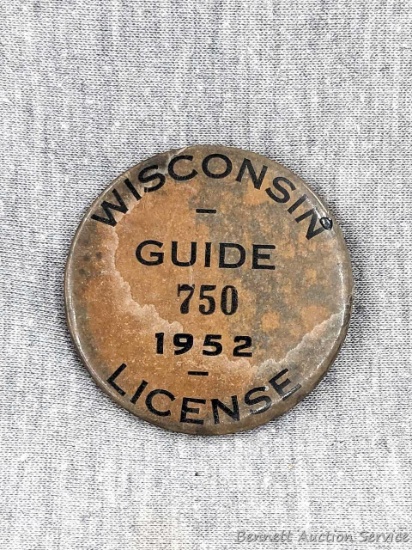 WISCONSIN
–
GUIDE
750
1952
–
LICENSE
Bennett Auction Service